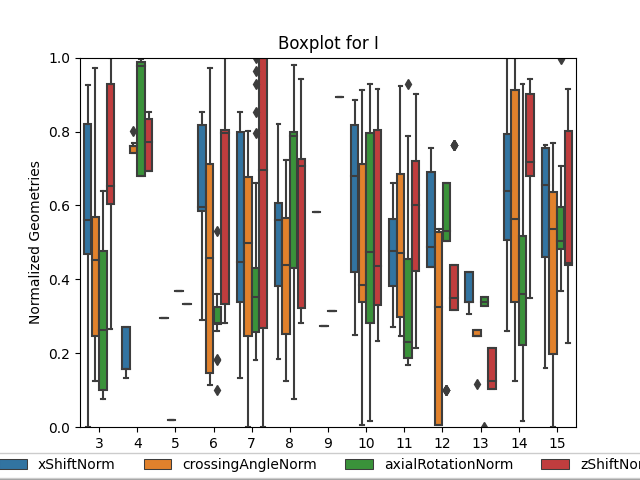 Boxplot for I
Normalized Geometries
1.0
0.8
0.6
0.4
0.2
0.0
3 4 5 6 7 8 9 10 11 12 13 14 15
xShiftNorm crossingAngleNorm axialRotationNorm zShiftNor